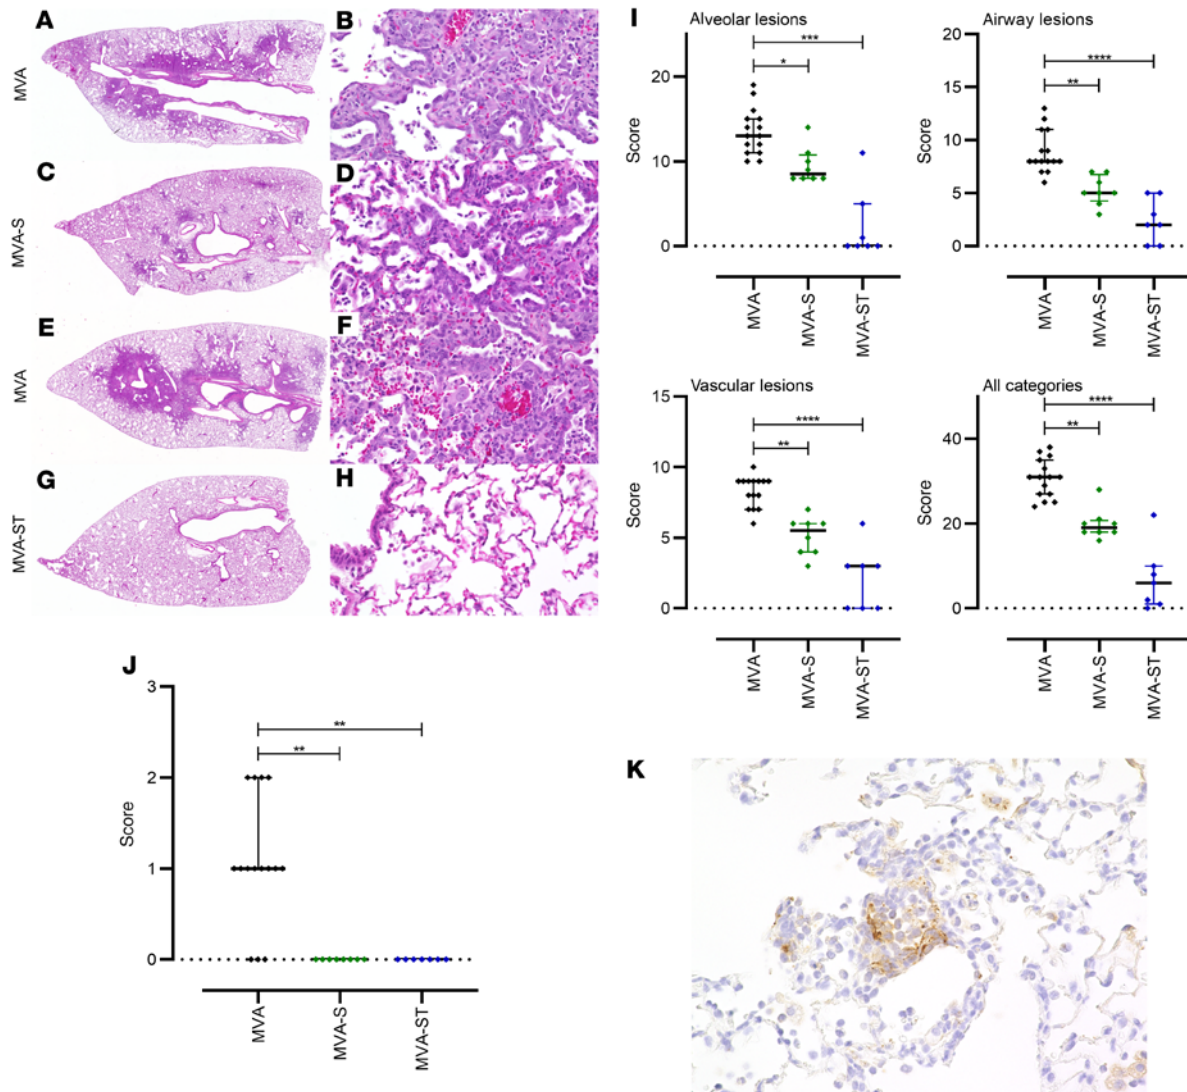 A
B
MVA
C
D
MVA-S
E
F
MVA
G
H
MVA-ST
I
Alveolar lesions
***
*
20
10
0
Score
MVA
MVA-S
MVA-ST
Airway lesions
****
**
20
15
10
5
0
Score
MVA
MVA-S
MVA-ST
Vascular lesions
****
**
15
10
5
0
Score
MVA
MVA-S
MVA-ST
All categories
****
**
40
20
0
Score
MVA
MVA-S
MVA-ST
J
**
**
3
2
1
0
Score
MVA
MVA-S
MVA-ST
K